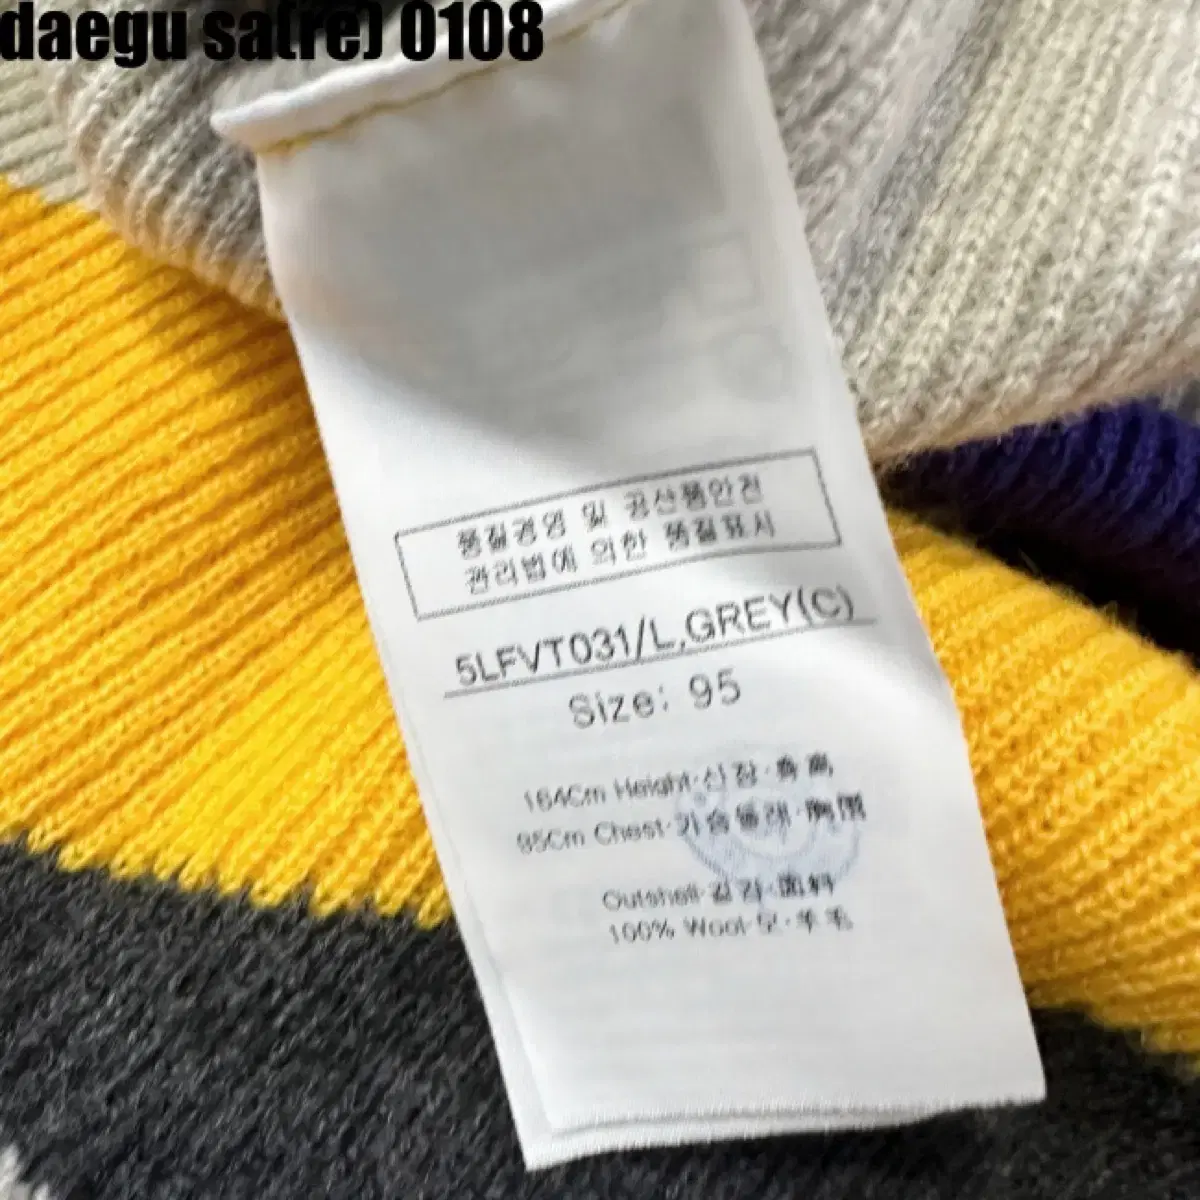 daegu sa(re) 0108
품질경영 및 공산품안전
관리법에 의한 품질표시
5LFVT031/L,GREY(C)
Size: 95
164Cm Height·신장·身高
95Cm Chest·가슴둘레·胸围
Outshell·겉감·面料
100% Wool·모·羊毛